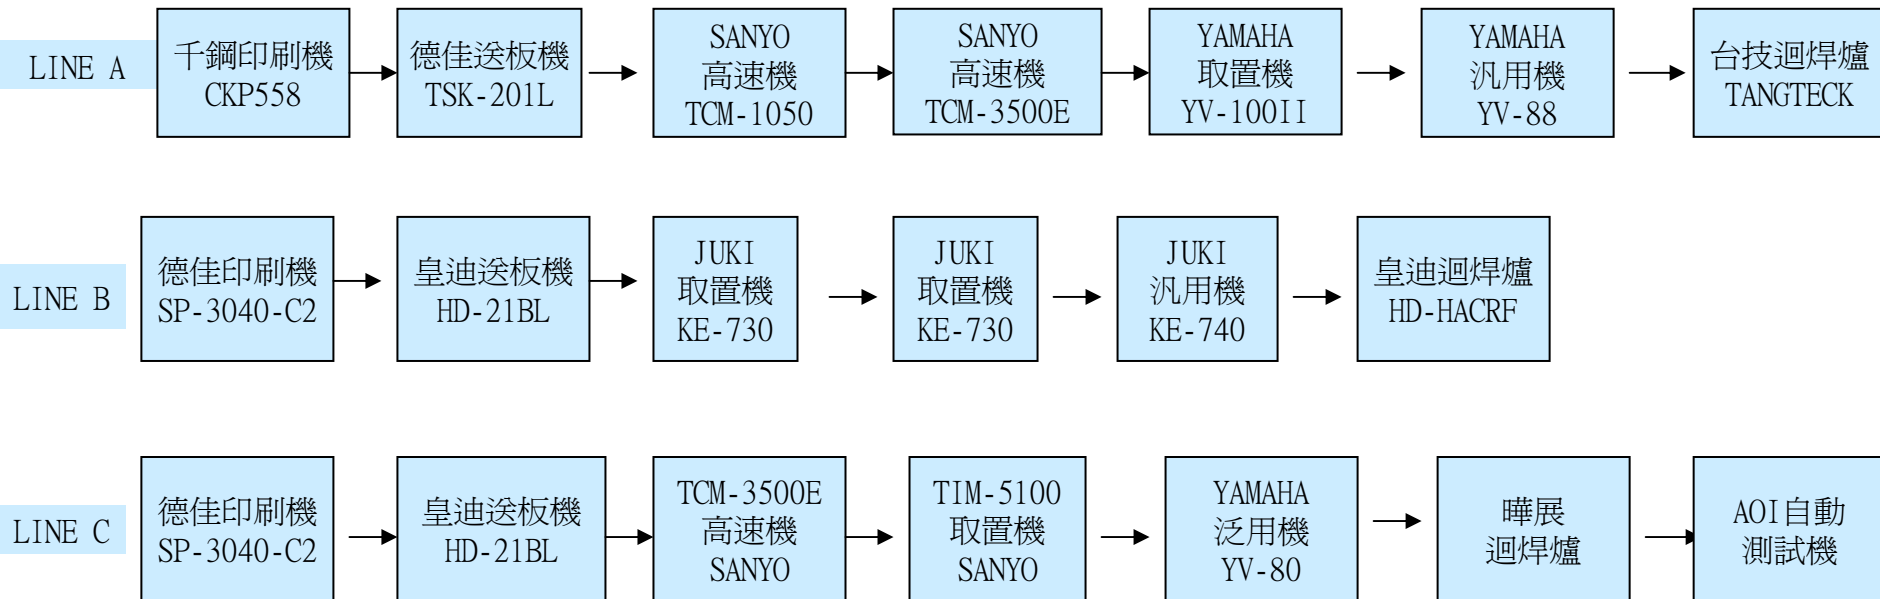 LINE A
千鋼印刷機
CKP558
德佳送板機
TSK-201L
SANYO
高速機
TCM-1050
SANYO
高速機
TCM-3500E
YAMAHA
取置機
YV-100II
YAMAHA
汎用機
YV-88
台技迴焊爐
TANGTECK
LINE B
德佳印刷機
SP-3040-C2
皇迪送板機
HD-21BL
JUKI
取置機
KE-730
JUKI
取置機
KE-730
JUKI
汎用機
KE-740
皇迪迴焊爐
HD-HACRF
LINE C
德佳印刷機
SP-3040-C2
皇迪送板機
HD-21BL
TCM-3500E
高速機
SANYO
TIM-5100
取置機
SANYO
YAMAHA
泛用機
YV-80
曄展
迴焊爐
AOI自動
測試機